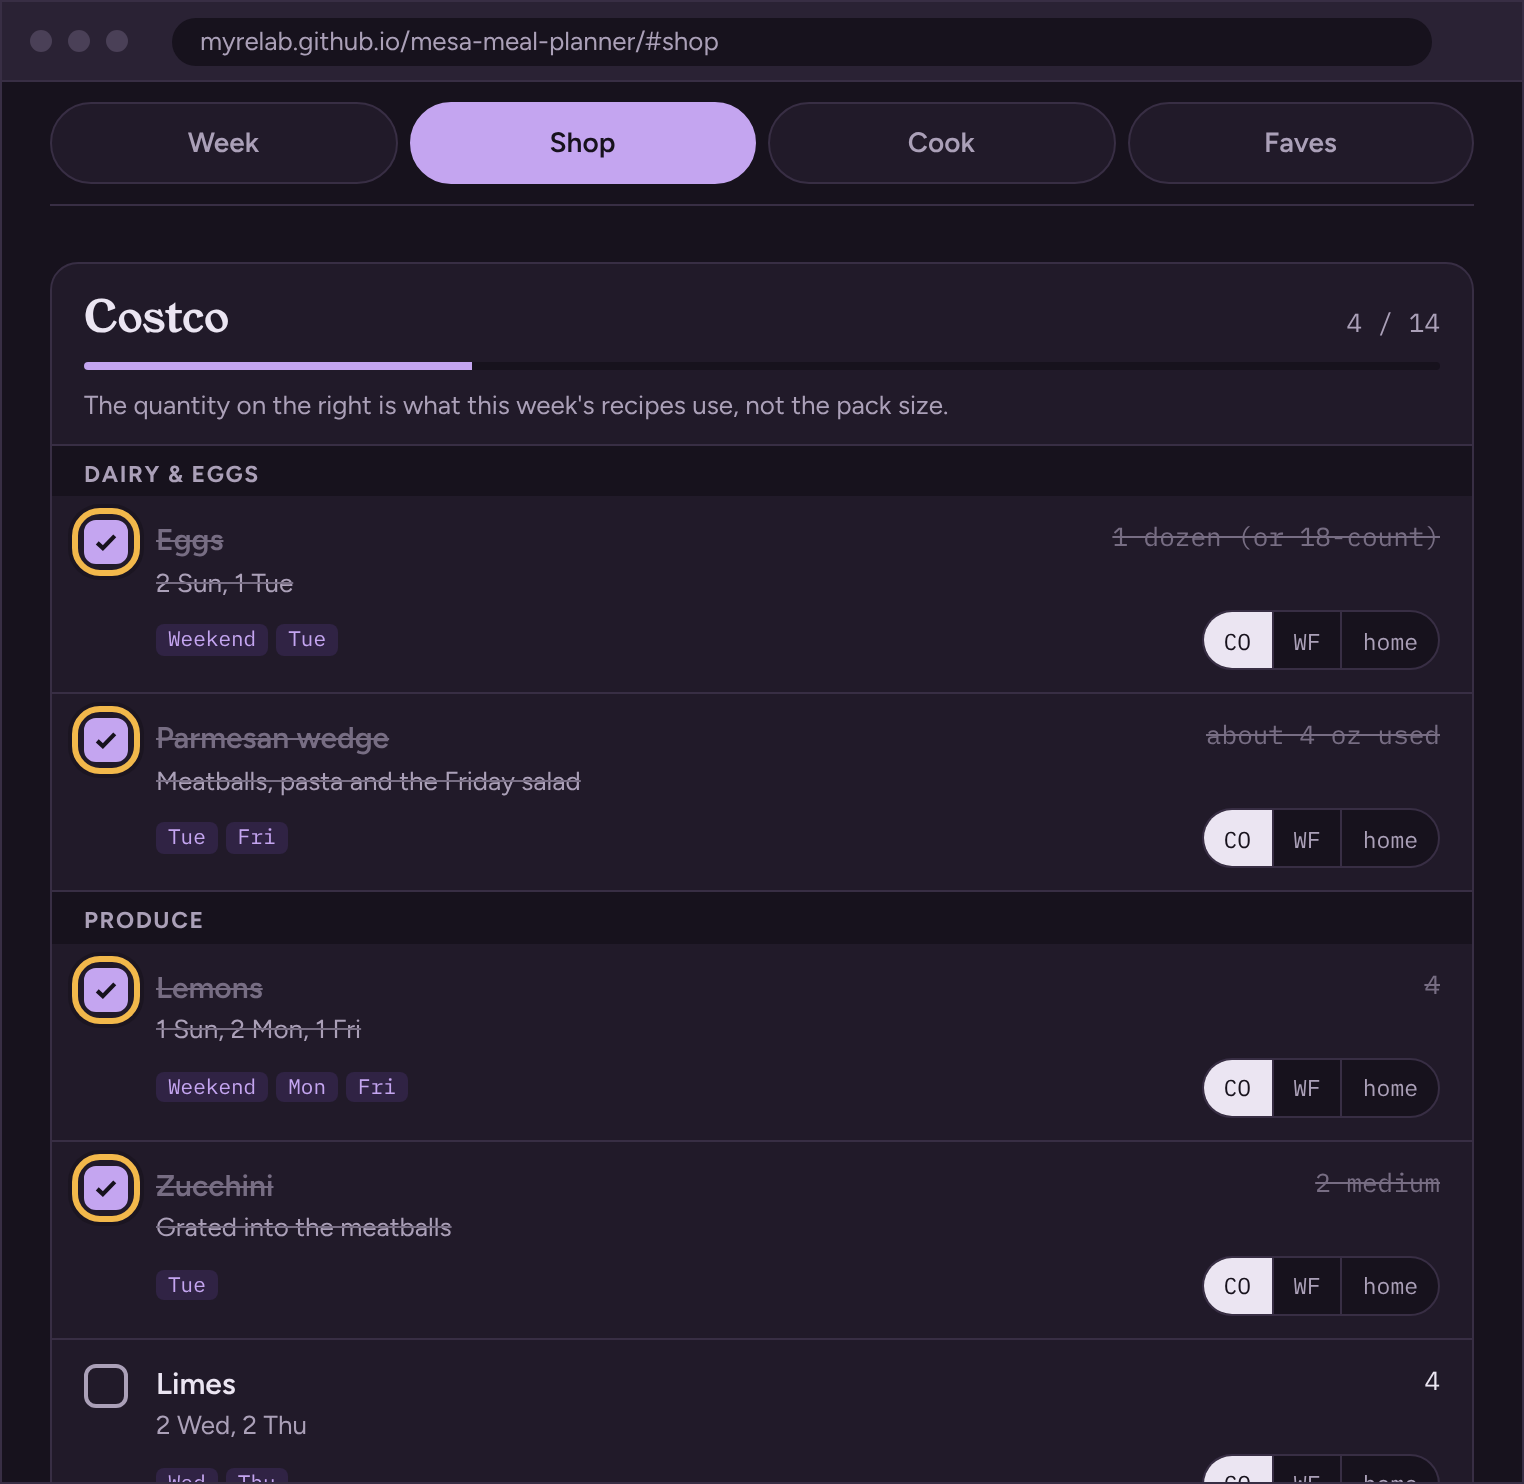 myrelab.github.io/mesa-meal-planner/#shop
Week Shop Cook Faves
Costco 4 / 14
The quantity on the right is what this week's recipes use, not the pack size.
DAIRY & EGGS
Eggs 1 dozen (or 18-count)
2 Sun, 1 Tue
Weekend Tue CO WF home
Parmesan wedge about 4 oz used
Meatballs, pasta and the Friday salad
Tue Fri CO WF home
PRODUCE
Lemons 4
1 Sun, 2 Mon, 1 Fri
Weekend Mon Fri CO WF home
Zucchini 2 medium
Grated into the meatballs
Tue CO WF home
Limes 4
2 Wed, 2 Thu
Wed Thu CO WF home